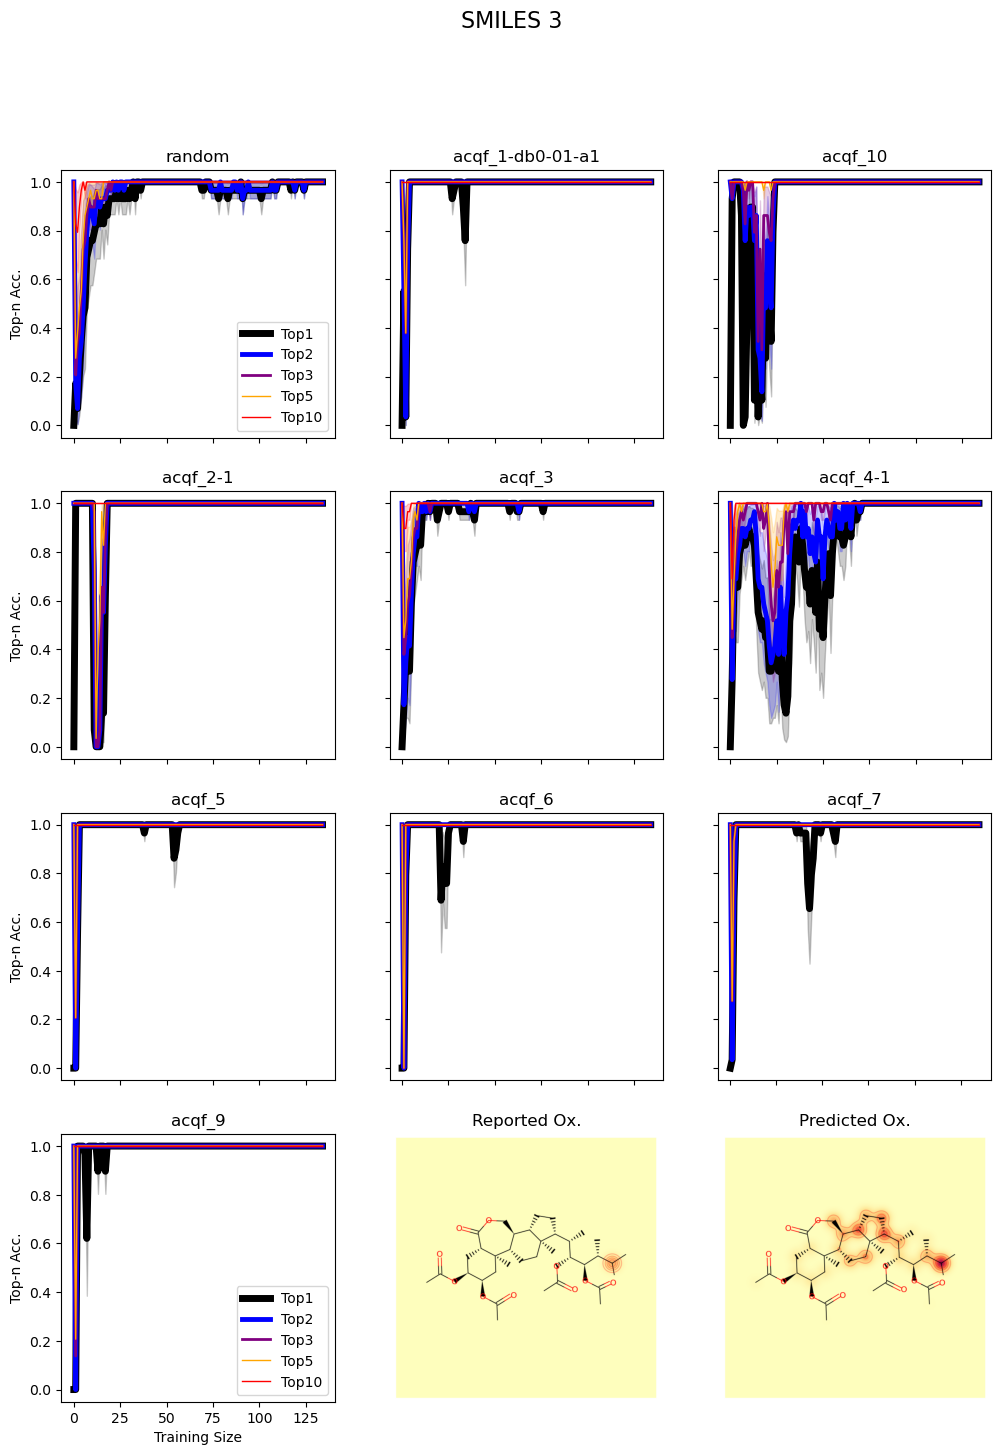 SMILES 3
random
acqf_1-db0-01-a1
acqf_10
Top-n Acc.
1.0
0.8
0.6
0.4
0.2
0.0
Top1
Top2
Top3
Top5
Top10
acqf_2-1
acqf_3
acqf_4-1
Top-n Acc.
1.0
0.8
0.6
0.4
0.2
0.0
acqf_5
acqf_6
acqf_7
Top-n Acc.
1.0
0.8
0.6
0.4
0.2
0.0
acqf_9
Top-n Acc.
1.0
0.8
0.6
0.4
0.2
0.0
Top1
Top2
Top3
Top5
Top10
0 25 50 75 100 125
Training Size
Reported Ox.
O
O
O
O
O
O
O
O
O
O
Predicted Ox.
O
O
O
O
O
O
O
O
O
O